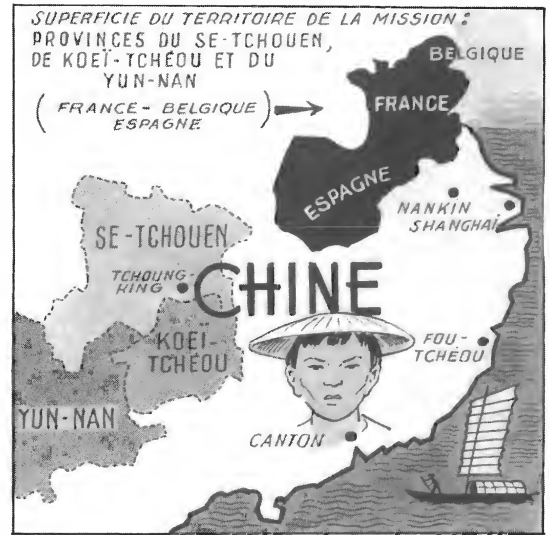 SUPERFICIE DU TERRITOIRE DE LA MISSION :
PROVINCES DU SE-TCHOUEN,
DE KOEÏ-TCHÉOU ET DU
YUN-NAN
( FRANCE - BELGIQUE
ESPAGNE )
BELGIQUE
FRANCE
ESPAGNE
NANKIN
SHANGHAÏ
SE-TCHOUEN
TCHOUNG-
KING
CHINE
KOEÏ-
TCHÉOU
FOU-
TCHÉOU
YUN-NAN
CANTON